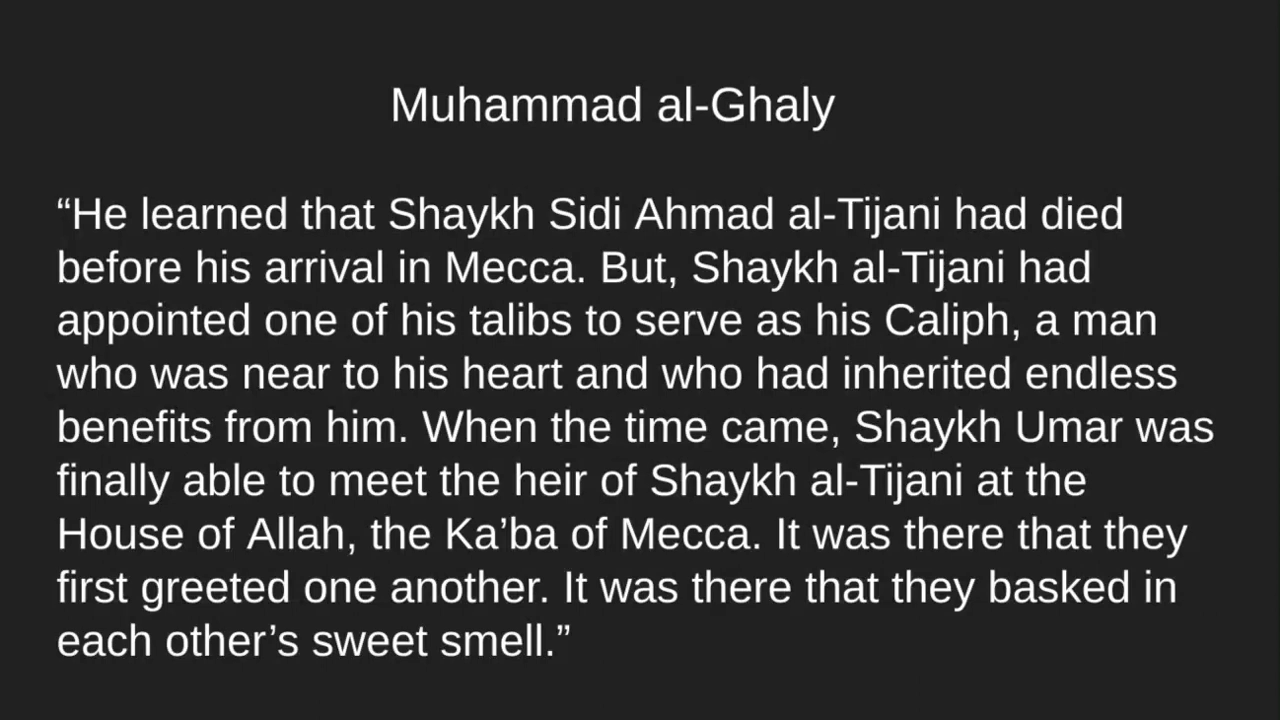 Muhammad al-Ghaly
“He learned that Shaykh Sidi Ahmad al-Tijani had died
before his arrival in Mecca. But, Shaykh al-Tijani had
appointed one of his talibs to serve as his Caliph, a man
who was near to his heart and who had inherited endless
benefits from him. When the time came, Shaykh Umar was
finally able to meet the heir of Shaykh al-Tijani at the
House of Allah, the Ka’ba of Mecca. It was there that they
first greeted one another. It was there that they basked in
each other’s sweet smell.”